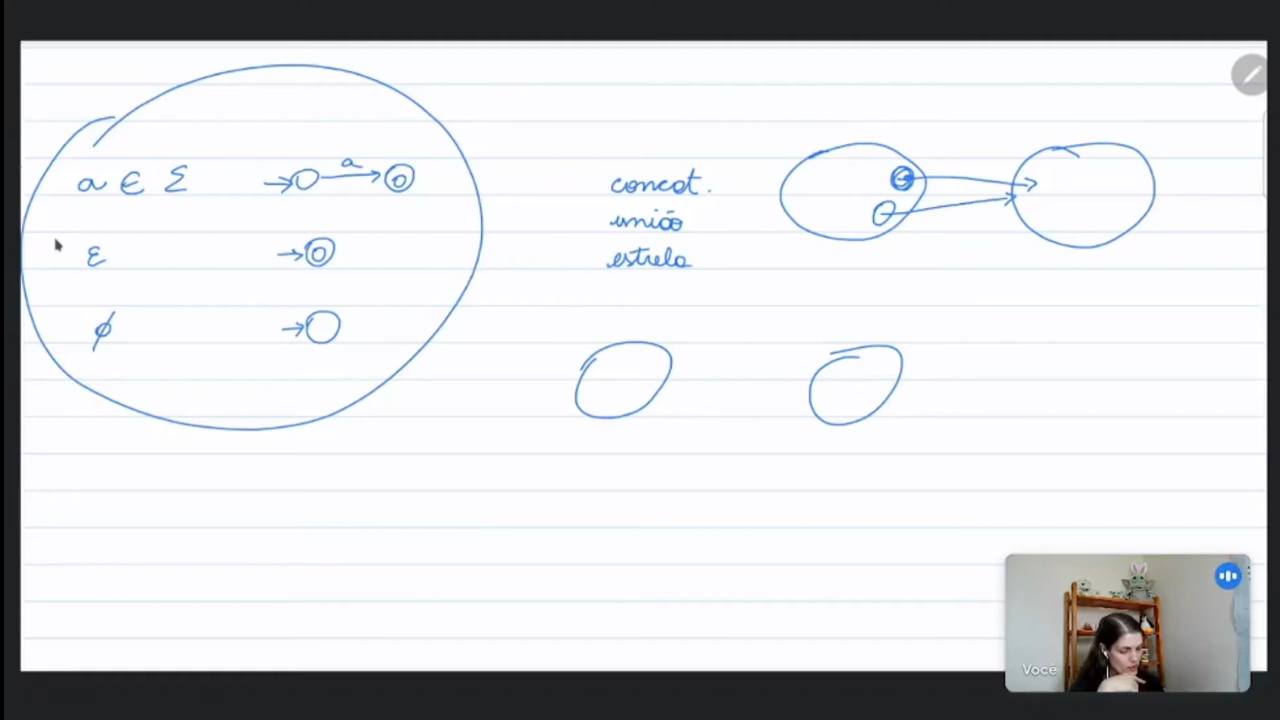 a ∈ Σ
a
ε
ϕ
concat.
união
estrela
Você